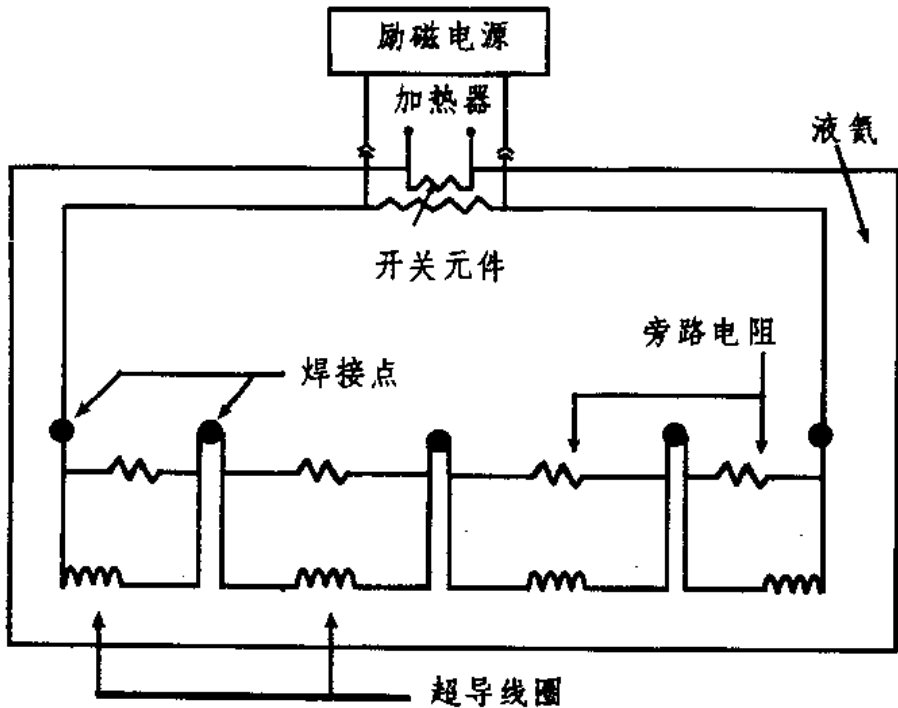 励磁电源
加热器
液氦
开关元件
旁路电阻
焊接点
超导线圈